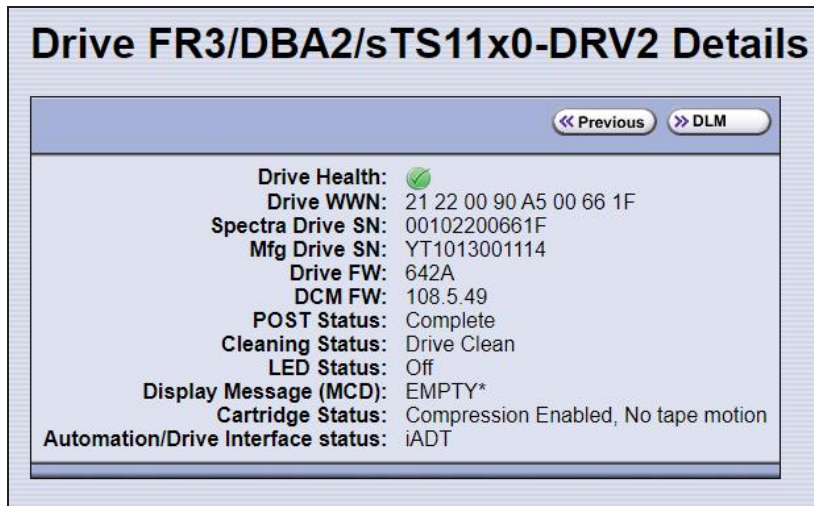 Drive FR3/DBA2/sTS11x0-DRV2 Details
Previous DLM
Drive Health:
Drive WWN: 21 22 00 90 A5 00 66 1F
Spectra Drive SN: 00102200661F
Mfg Drive SN: YT1013001114
Drive FW: 642A
DCM FW: 108.5.49
POST Status: Complete
Cleaning Status: Drive Clean
LED Status: Off
Display Message (MCD): EMPTY*
Cartridge Status: Compression Enabled, No tape motion
Automation/Drive Interface status: iADT